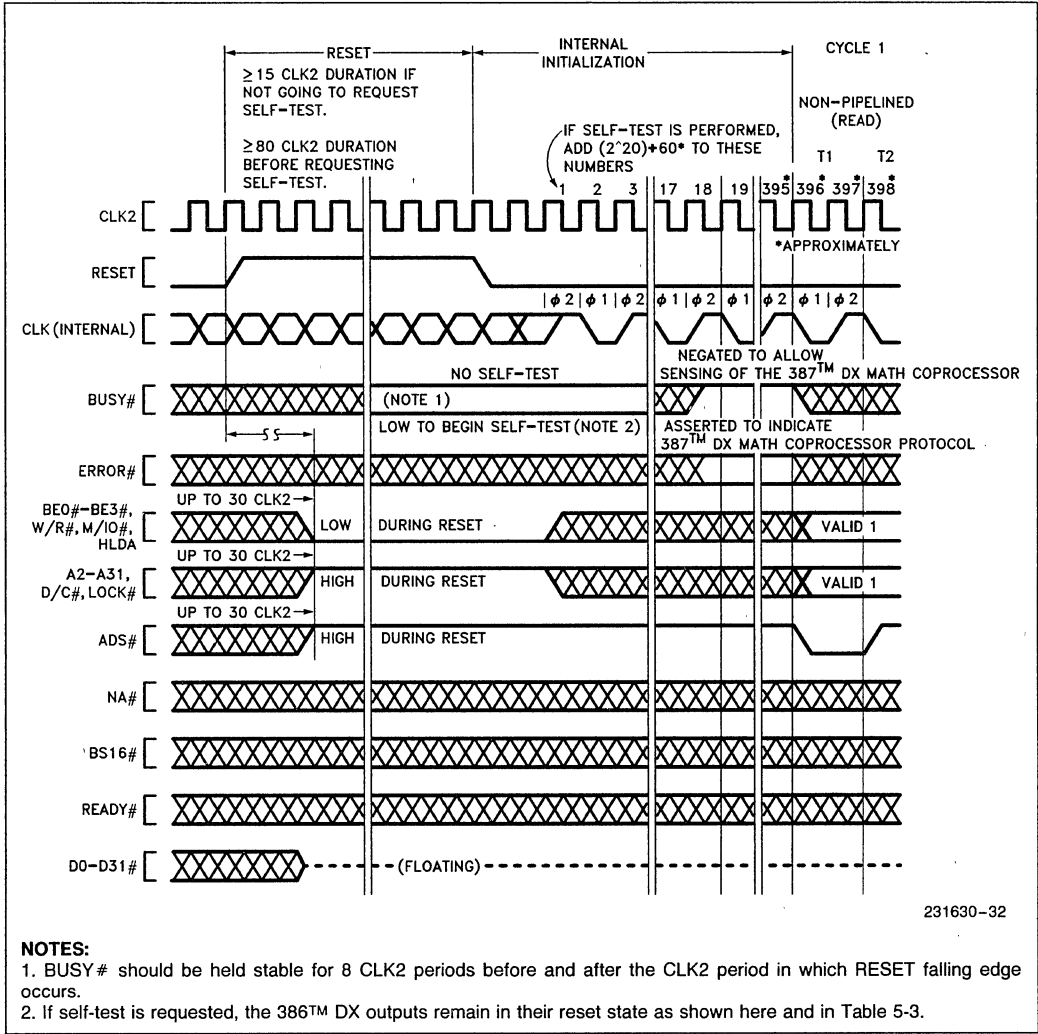 RESET
INTERNAL
INITIALIZATION
CYCLE 1
≥15 CLK2 DURATION IF
NOT GOING TO REQUEST
SELF-TEST.
≥80 CLK2 DURATION
BEFORE REQUESTING
SELF-TEST.
IF SELF-TEST IS PERFORMED,
ADD (2^20)+60* TO THESE
NUMBERS
NON-PIPELINED
(READ)
T1 T2
1 2 3 17 18 19 395* 396* 397* 398*
CLK2
*APPROXIMATELY
RESET
ϕ2 ϕ1 ϕ2 ϕ1 ϕ2 ϕ1 ϕ2 ϕ1 ϕ2
CLK (INTERNAL)
NO SELF-TEST
NEGATED TO ALLOW
SENSING OF THE 387™ DX MATH COPROCESSOR
BUSY#
(NOTE 1)
LOW TO BEGIN SELF-TEST (NOTE 2)
ASSERTED TO INDICATE
387™ DX MATH COPROCESSOR PROTOCOL
ERROR#
UP TO 30 CLK2
BE0#-BE3#,
W/R#, M/IO#,
HLDA
LOW DURING RESET VALID 1
UP TO 30 CLK2
A2-A31,
D/C#, LOCK#
HIGH DURING RESET VALID 1
UP TO 30 CLK2
ADS#
HIGH DURING RESET
NA#
BS16#
READY#
D0-D31#
(FLOATING)
231630-32
NOTES:
1. BUSY# should be held stable for 8 CLK2 periods before and after the CLK2 period in which RESET falling edge
occurs.
2. If self-test is requested, the 386™ DX outputs remain in their reset state as shown here and in Table 5-3.